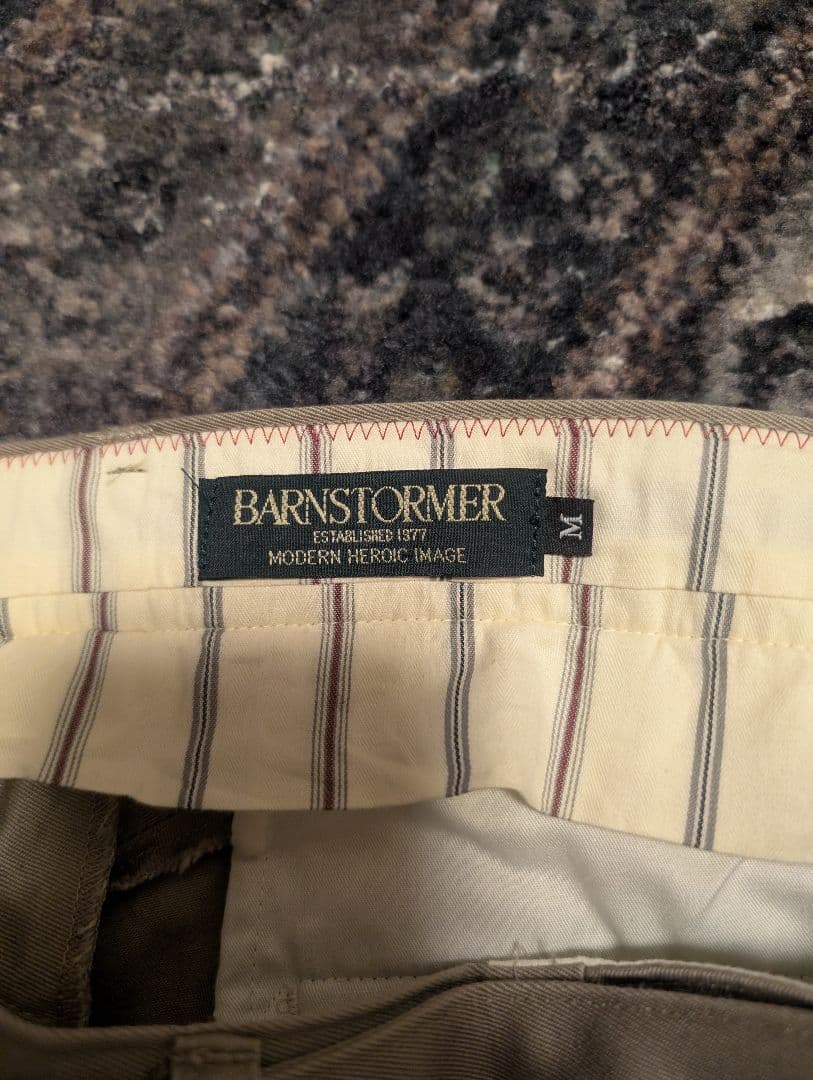 BARNSTORMER
ESTABLISHED 1977
MODERN HEROIC IMAGE
M